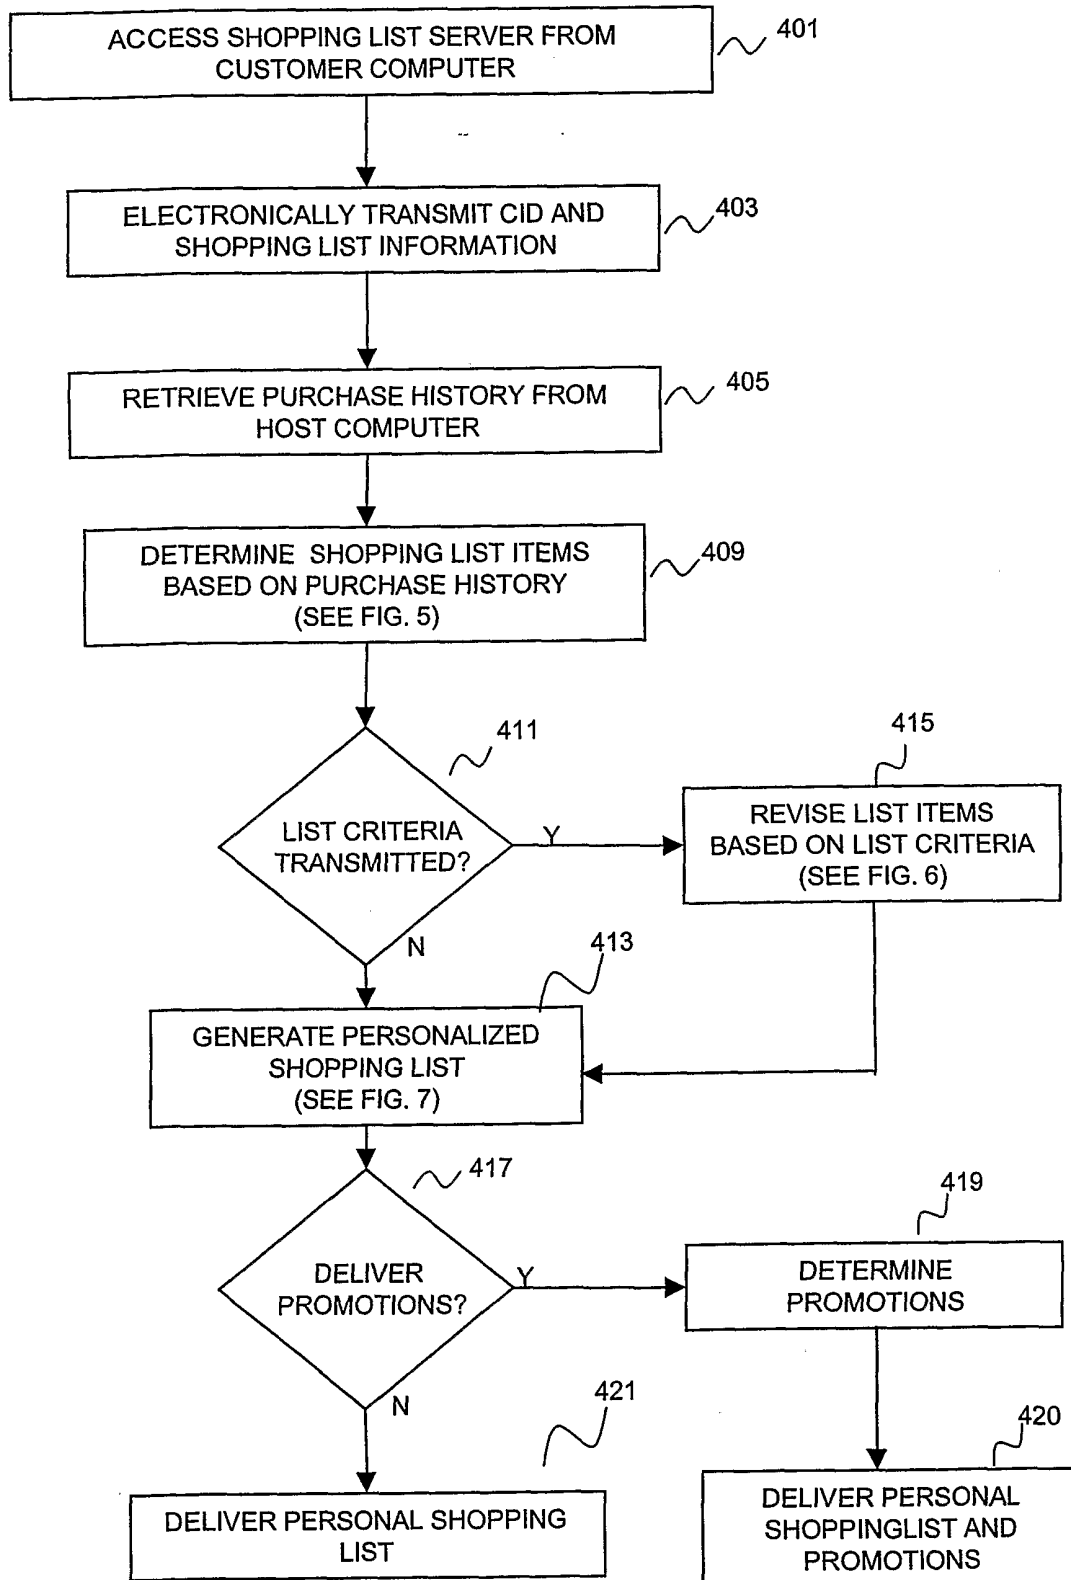 ACCESS SHOPPING LIST SERVER FROM
CUSTOMER COMPUTER
401
ELECTRONICALLY TRANSMIT CID AND
SHOPPING LIST INFORMATION
403
RETRIEVE PURCHASE HISTORY FROM
HOST COMPUTER
405
DETERMINE SHOPPING LIST ITEMS
BASED ON PURCHASE HISTORY
(SEE FIG. 5)
409
411
LIST CRITERIA
TRANSMITTED?
Y
N
415
REVISE LIST ITEMS
BASED ON LIST CRITERIA
(SEE FIG. 6)
413
GENERATE PERSONALIZED
SHOPPING LIST
(SEE FIG. 7)
417
DELIVER
PROMOTIONS?
Y
N
419
DETERMINE
PROMOTIONS
421
DELIVER PERSONAL SHOPPING
LIST
420
DELIVER PERSONAL
SHOPPINGLIST AND
PROMOTIONS